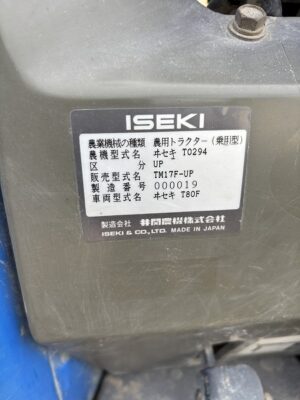 ISEKI
農業機械の種類 農用トラクター(乗用型)
農機型式名 ヰセキ T0294
区分 UP
販売型式名 TM17F-UP
製造番号 000019
車両型式名 ヰセキ T80F
製造会社 井関農機株式会社
ISEKI & CO., LTD. MADE IN JAPAN